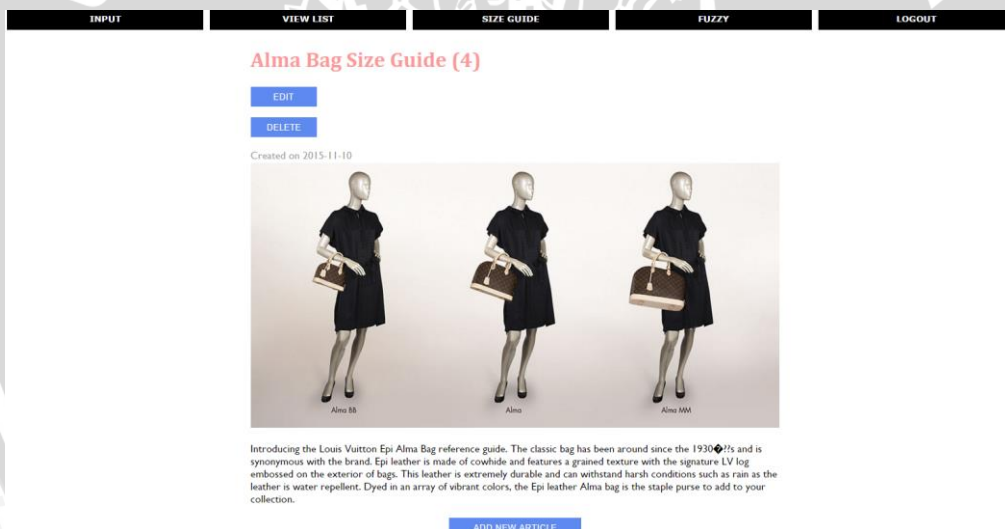 INPUT VIEW LIST SIZE GUIDE FUZZY LOGOUT
Alma Bag Size Guide (4)
EDIT
DELETE
Created on 2015-11-10
Alma BB Alma Alma MM
Introducing the Louis Vuitton Epi Alma Bag reference guide. The classic bag has been around since the 1930�??s and is
synonymous with the brand. Epi leather is made of cowhide and features a grained texture with the signature LV log
embossed on the exterior of bags. This leather is extremely durable and can withstand harsh conditions such as rain as the
leather is water repellent. Dyed in an array of vibrant colors, the Epi leather Alma bag is the staple purse to add to your
collection.
ADD NEW ARTICLE